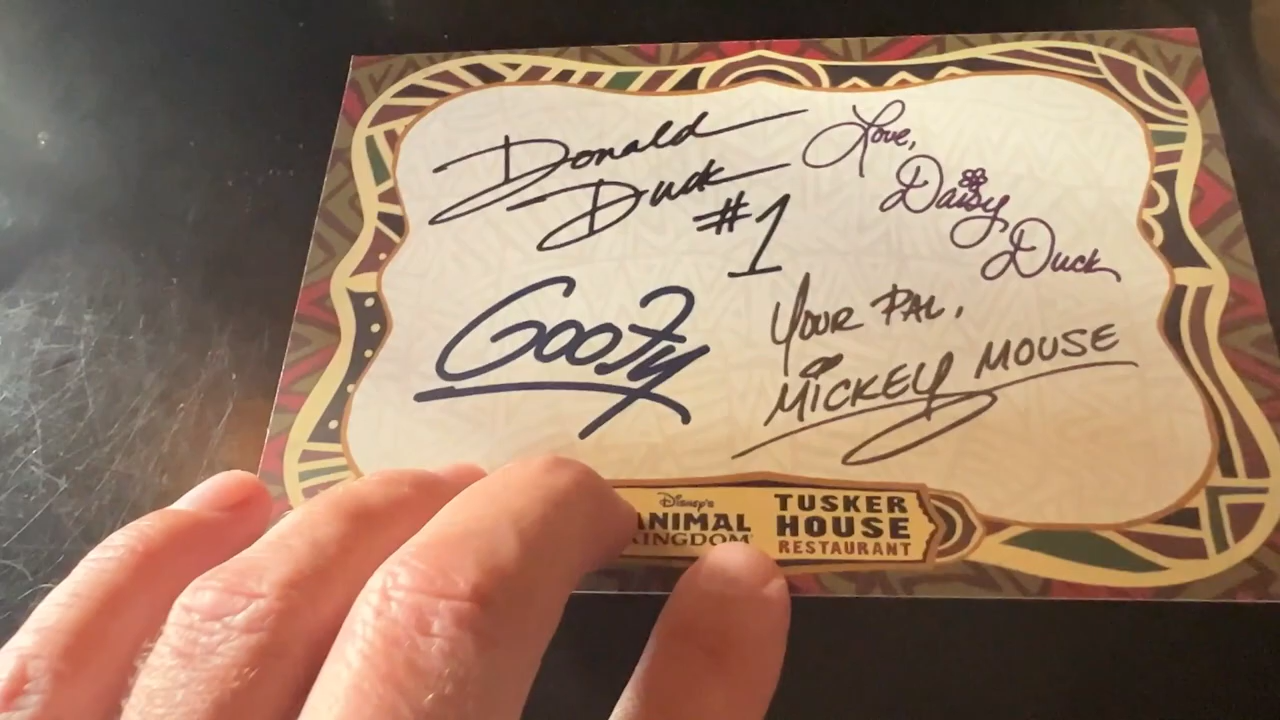 Donald
Duck
#1
Love,
Daisy
Duck
Goofy
YOUR PAL,
MICKEY MOUSE
Disney's
ANIMAL
KINGDOM
TUSKER
HOUSE
RESTAURANT